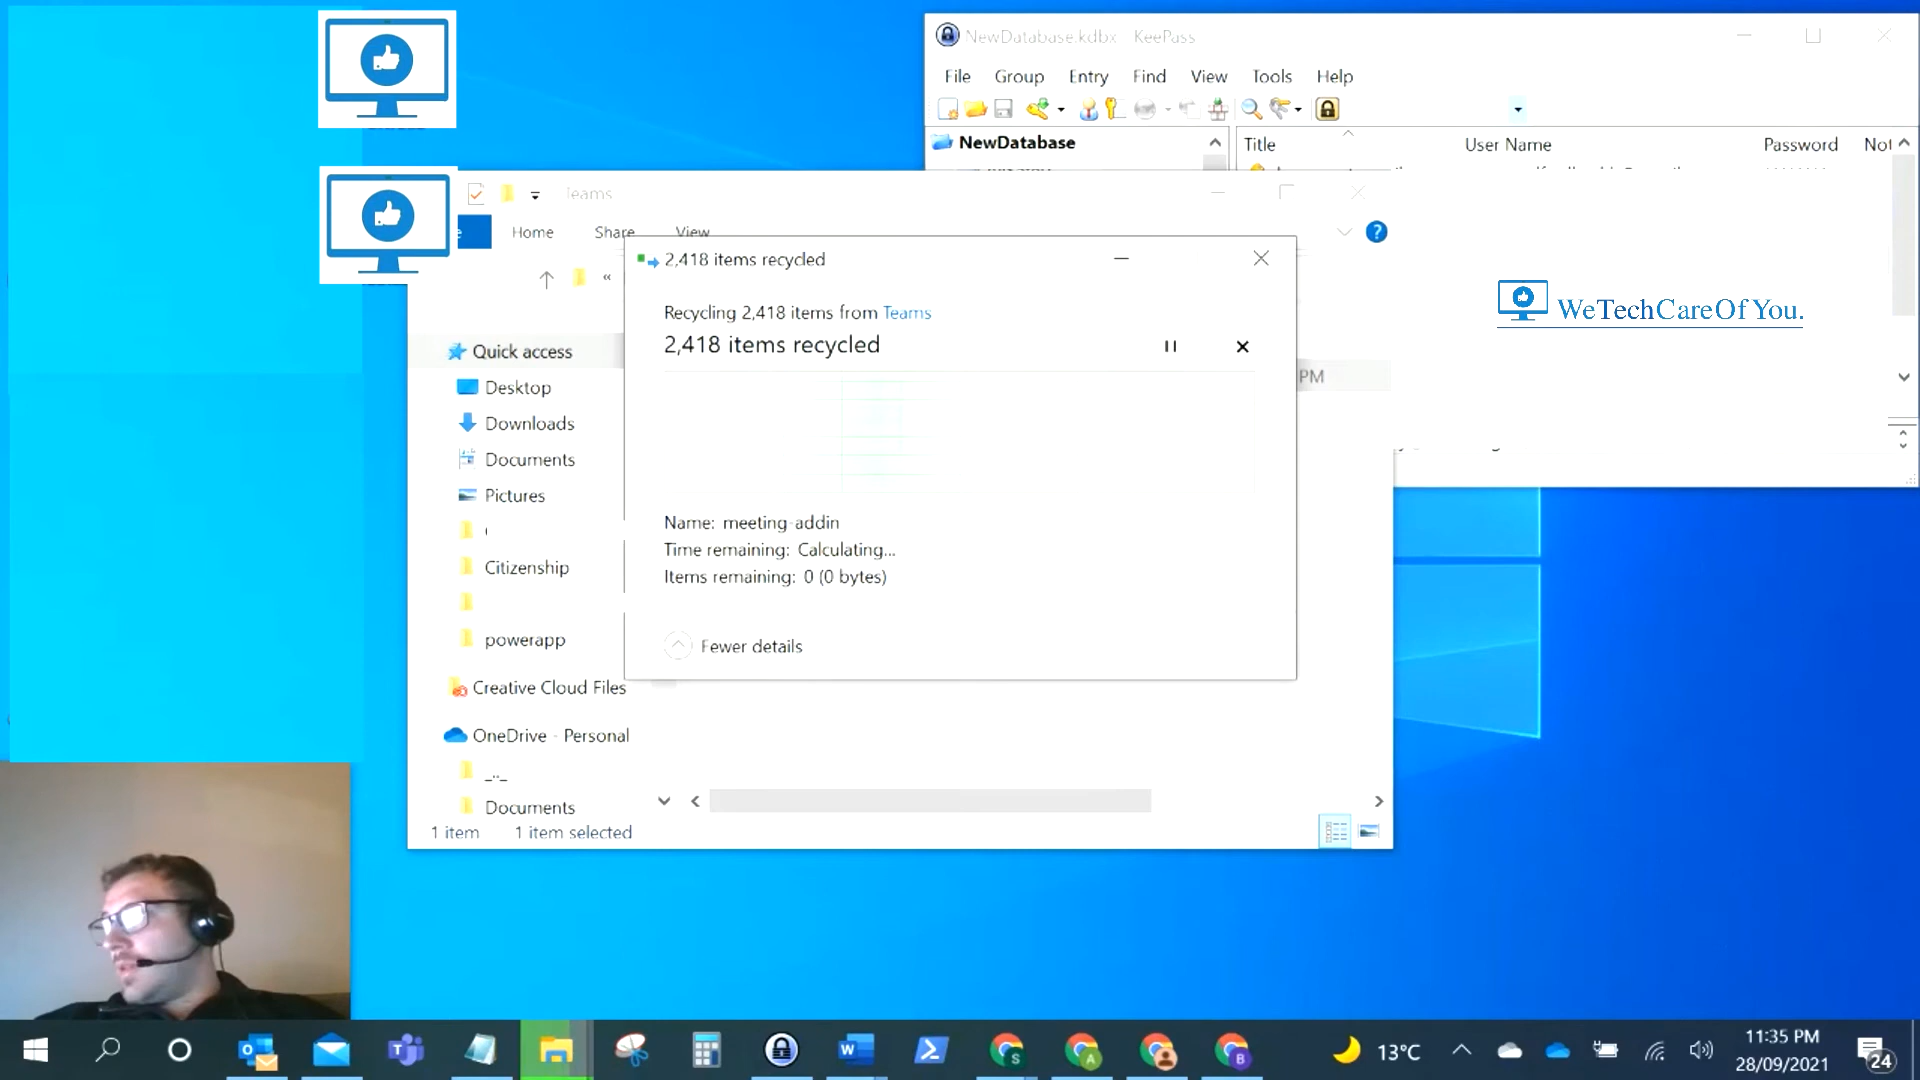 NewDatabase.kdbx - KeePass
File Group Entry Find View Tools Help
NewDatabase
Title User Name Password Not
Teams
Home Share View
2,418 items recycled
Recycling 2,418 items from Teams
2,418 items recycled
WeTechCareOf You.
PM
Quick access
Desktop
Downloads
Documents
Pictures
Citizenship
powerapp
Creative Cloud Files
OneDrive - Personal
_.._
Documents
Name: meeting-addin
Time remaining: Calculating...
Items remaining: 0 (0 bytes)
Fewer details
1 item 1 item selected
13°C
11:35 PM
28/09/2021
24